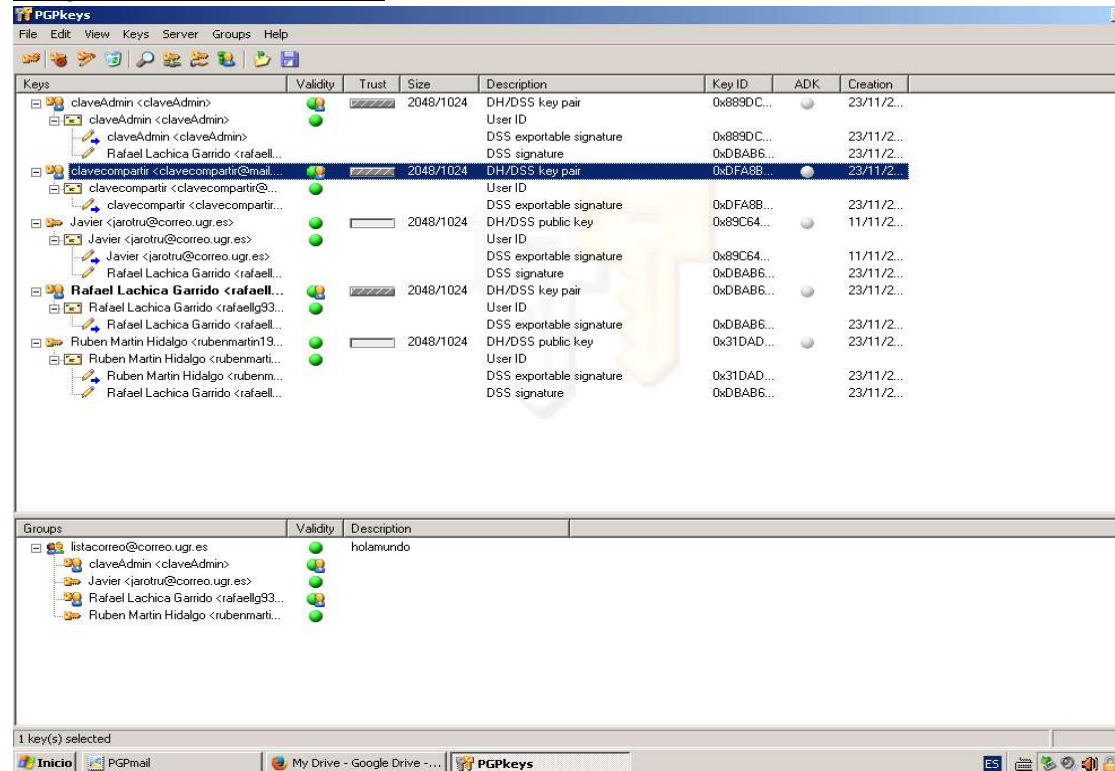 PGPkeys
File Edit View Keys Server Groups Help
Keys Validity Trust Size Description Key ID ADK Creation
claveAdmin <claveAdmin> 2048/1024 DH/DSS key pair 0x889DC... 23/11/2...
claveAdmin <claveAdmin> User ID
claveAdmin <claveAdmin> DSS exportable signature 0x889DC... 23/11/2...
Rafael Lachica Garrido <rafaell... DSS signature 0xDBAB6... 23/11/2...
clavecompartir <clavecompartir@mail.... 2048/1024 DH/DSS key pair 0xDFA8B... 23/11/2...
clavecompartir <clavecompartir@... User ID
clavecompartir <clavecompartir... DSS exportable signature 0xDFA8B... 23/11/2...
Javier <jarotru@correo.ugr.es> 2048/1024 DH/DSS public key 0x89C64... 11/11/2...
Javier <jarotru@correo.ugr.es> User ID
Javier <jarotru@correo.ugr.es> DSS exportable signature 0x89C64... 11/11/2...
Rafael Lachica Garrido <rafaell... DSS signature 0xDBAB6... 23/11/2...
Rafael Lachica Garrido <rafaell... 2048/1024 DH/DSS key pair 0xDBAB6... 23/11/2...
Rafael Lachica Garrido <rafaellg93... User ID
Rafael Lachica Garrido <rafaell... DSS exportable signature 0xDBAB6... 23/11/2...
Ruben Martin Hidalgo <rubenmartin19... 2048/1024 DH/DSS public key 0x31DAD... 23/11/2...
Ruben Martin Hidalgo <rubenmarti... User ID
Ruben Martin Hidalgo <rubenm... DSS exportable signature 0x31DAD... 23/11/2...
Rafael Lachica Garrido <rafaell... DSS signature 0xDBAB6... 23/11/2...
Groups Validity Description
listacorreo@correo.ugr.es holamundo
claveAdmin <claveAdmin>
Javier <jarotru@correo.ugr.es>
Rafael Lachica Garrido <rafaellg93...
Ruben Martin Hidalgo <rubenmarti...
1 key(s) selected
Inicio PGPmail My Drive - Google Drive -... PGPkeys ES